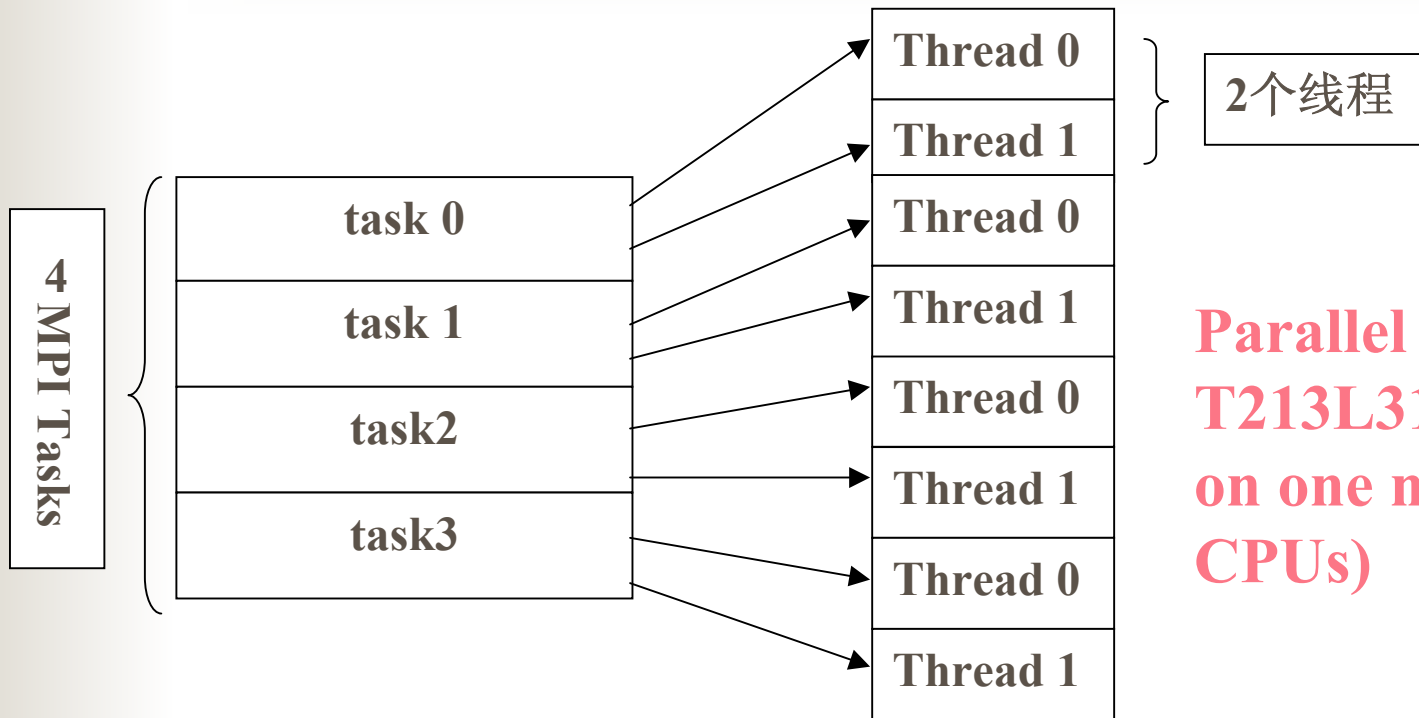 4 MPI Tasks
task 0
task 1
task2
task3
Thread 0
Thread 1
Thread 0
Thread 1
Thread 0
Thread 1
Thread 0
Thread 1
2个线程
Parallel
T213L31
on one
CPUs)